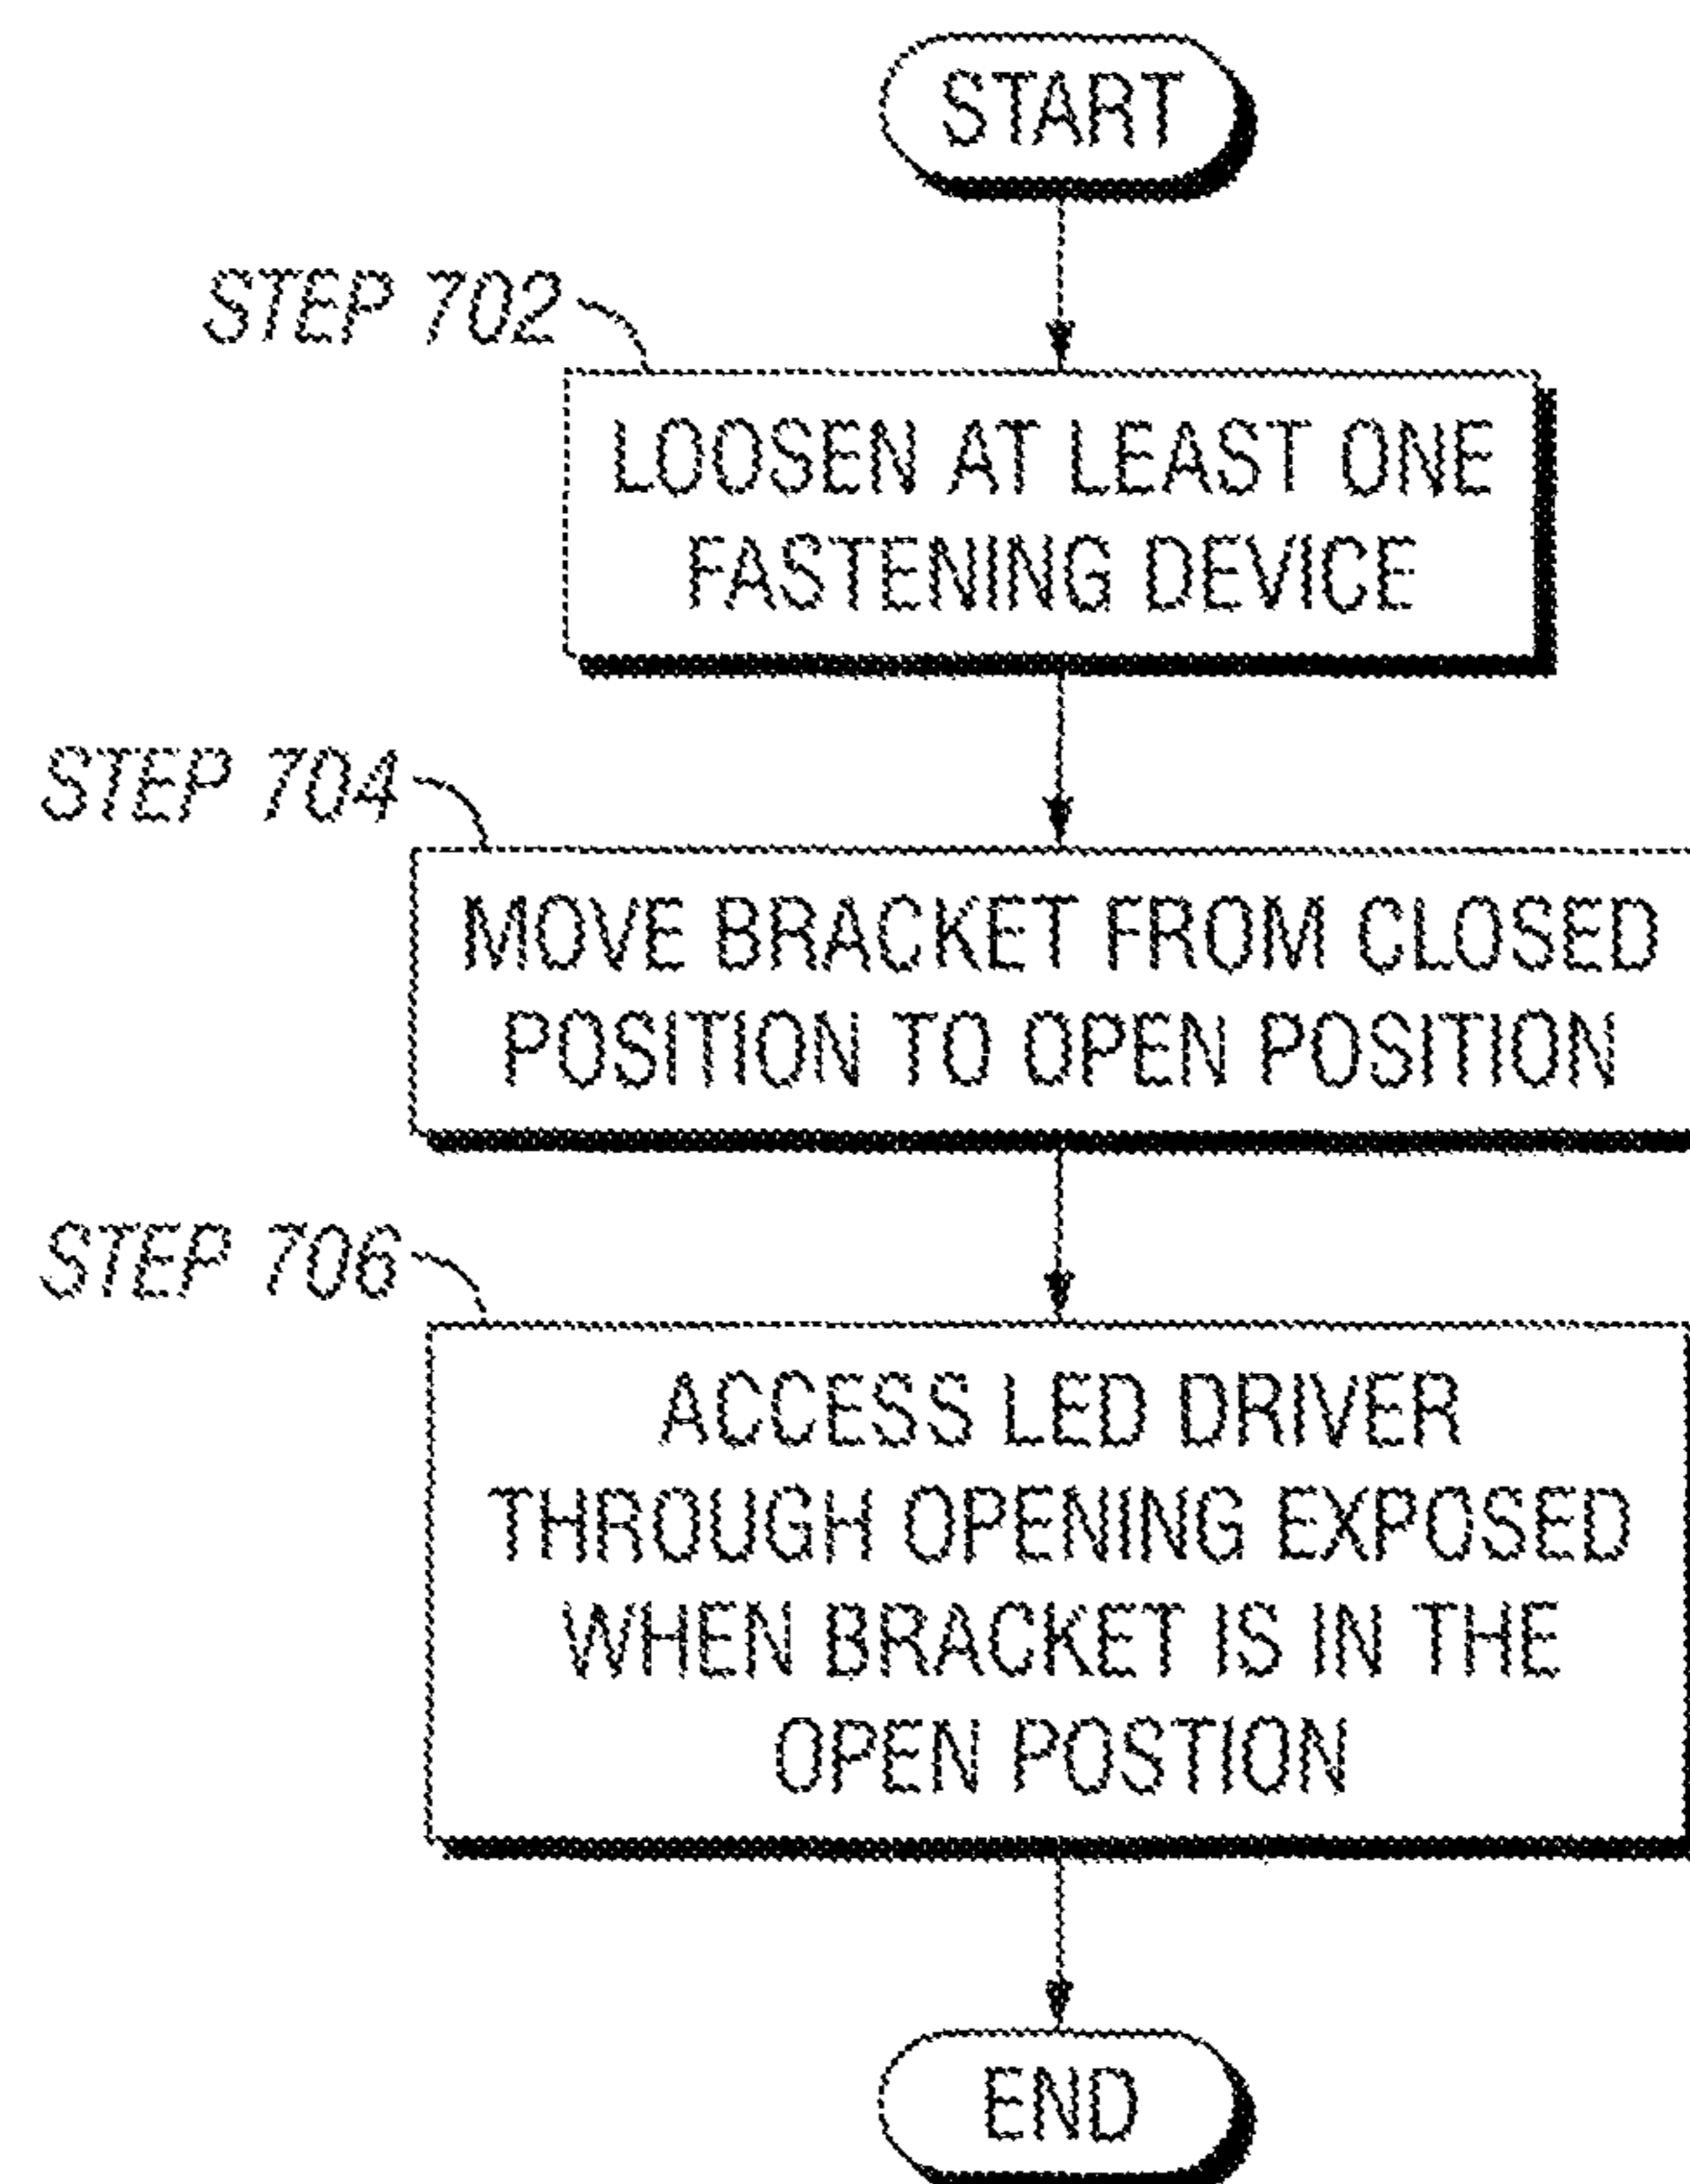 START
STEP 702
LOOSEN AT LEAST ONE
FASTENING DEVICE
STEP 704
MOVE BRACKET FROM CLOSED
POSITION TO OPEN POSITION
STEP 706
ACCESS LED DRIVER
THROUGH OPENING EXPOSED
WHEN BRACKET IS IN THE
OPEN POSTION
END